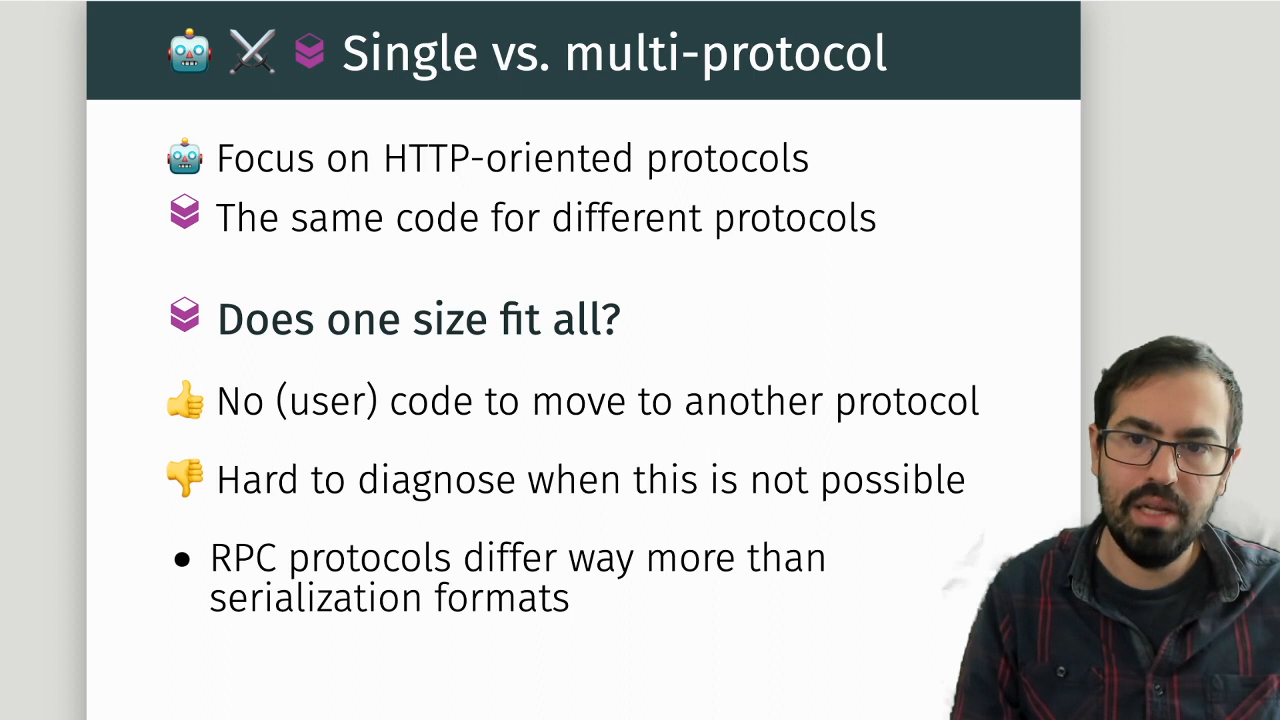 Single vs. multi-protocol
Focus on HTTP-oriented protocols
The same code for different protocols
Does one size fit all?
No (user) code to move to another protocol
Hard to diagnose when this is not possible
• RPC protocols differ way more than
serialization formats